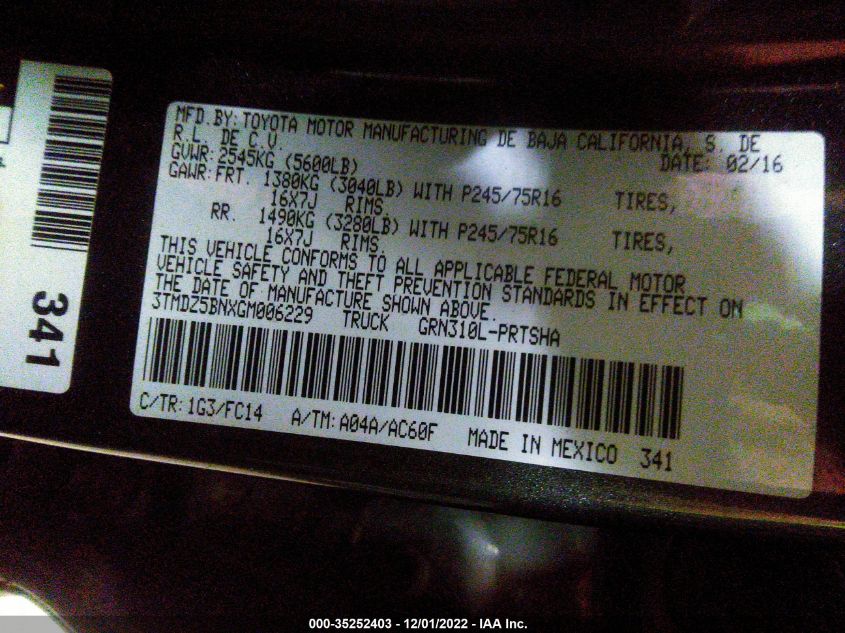 MFD. BY: TOYOTA MOTOR MANUFACTURING DE BAJA CALIFORNIA, S. DE
R.L. DE C.V. DATE: 02/16
GVWR: 2545KG (5600LB)
GAWR: FRT. 1380KG (3040LB) WITH P245/75R16 TIRES,
16X7J RIMS,
RR. 1490KG (3280LB) WITH P245/75R16 TIRES,
16X7J RIMS
THIS VEHICLE CONFORMS TO ALL APPLICABLE FEDERAL MOTOR
VEHICLE SAFETY AND THEFT PREVENTION STANDARDS IN EFFECT ON
THE DATE OF MANUFACTURE SHOWN ABOVE.
3TMDZ5BNXGM006229 TRUCK GRN310L-PRTSHA
C/TR: 1G3/FC14 A/TM: A04A/AC60F MADE IN MEXICO 341
341
000-35252403 - 12/01/2022 - IAA Inc.